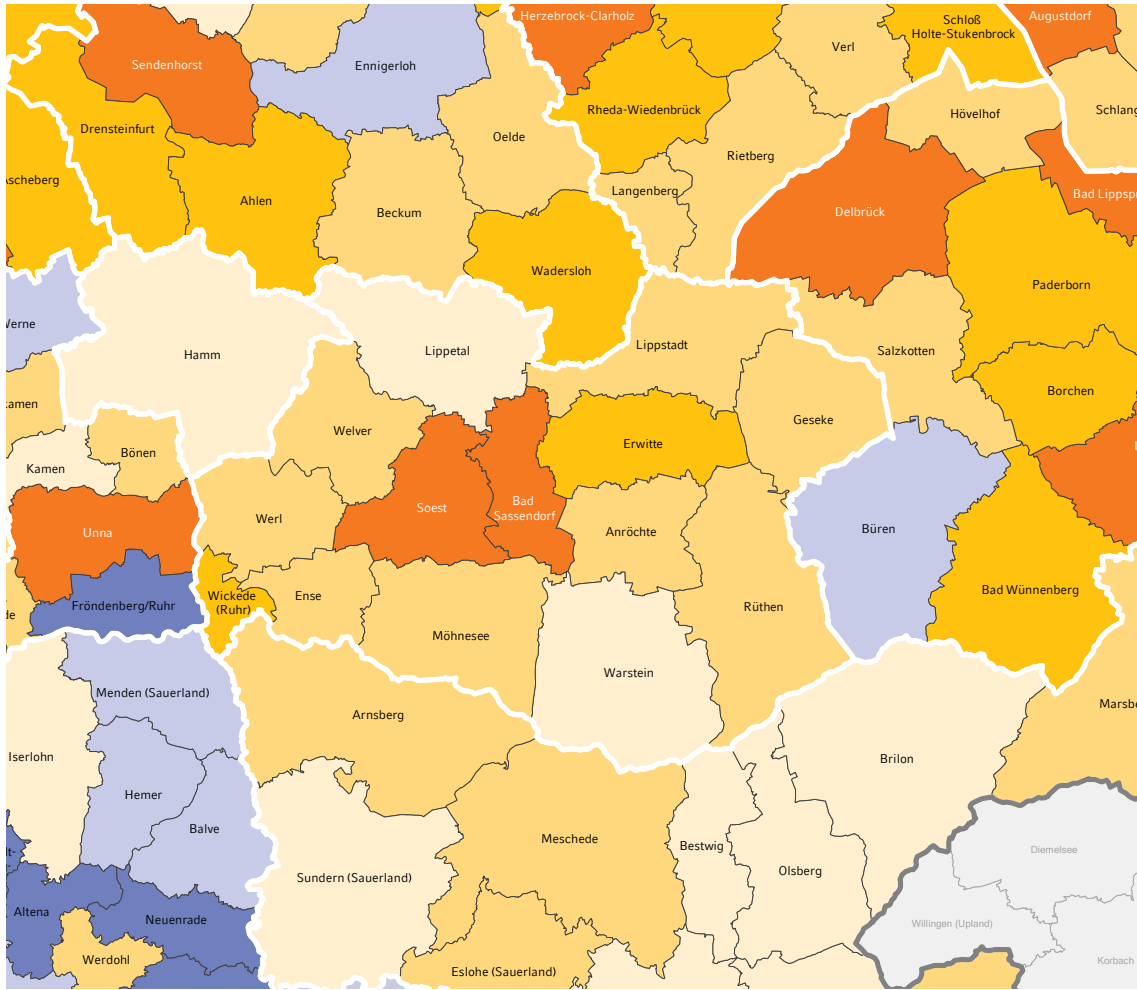 Herzebrock-Clarholz
Augustdorf
Schloß
Holte-Stukenbrock
Verl
Sendenhorst
Ennigerloh
Rheda-Wiedenbrück
Hövelhof
Schlang
Drensteinfurt
Oelde
Rietberg
Ascheberg
Langenberg
Bad Lippspr
Ahlen
Beckum
Delbrück
Wadersloh
Paderborn
Werne
Hamm
Lippetal
Lippstadt
Salzkotten
Borchen
kamen
Geseke
Welver
Erwitte
Bönen
Kamen
Bad
Sassendorf
Soest
Werl
Unna
Anröchte
Büren
Bad Wünnenberg
Wickede
(Ruhr)
Ense
Fröndenberg/Ruhr
Rüthen
de
Möhnesee
Warstein
Menden (Sauerland)
Marsbe
Arnsberg
Iserlohn
Brilon
Hemer
Balve
Meschede
Bestwig
Diemelsee
Olsberg
Sundern (Sauerland)
Altena
Neuenrade
Willingen (Upland)
Werdohl
Eslohe (Sauerland)
Korbach